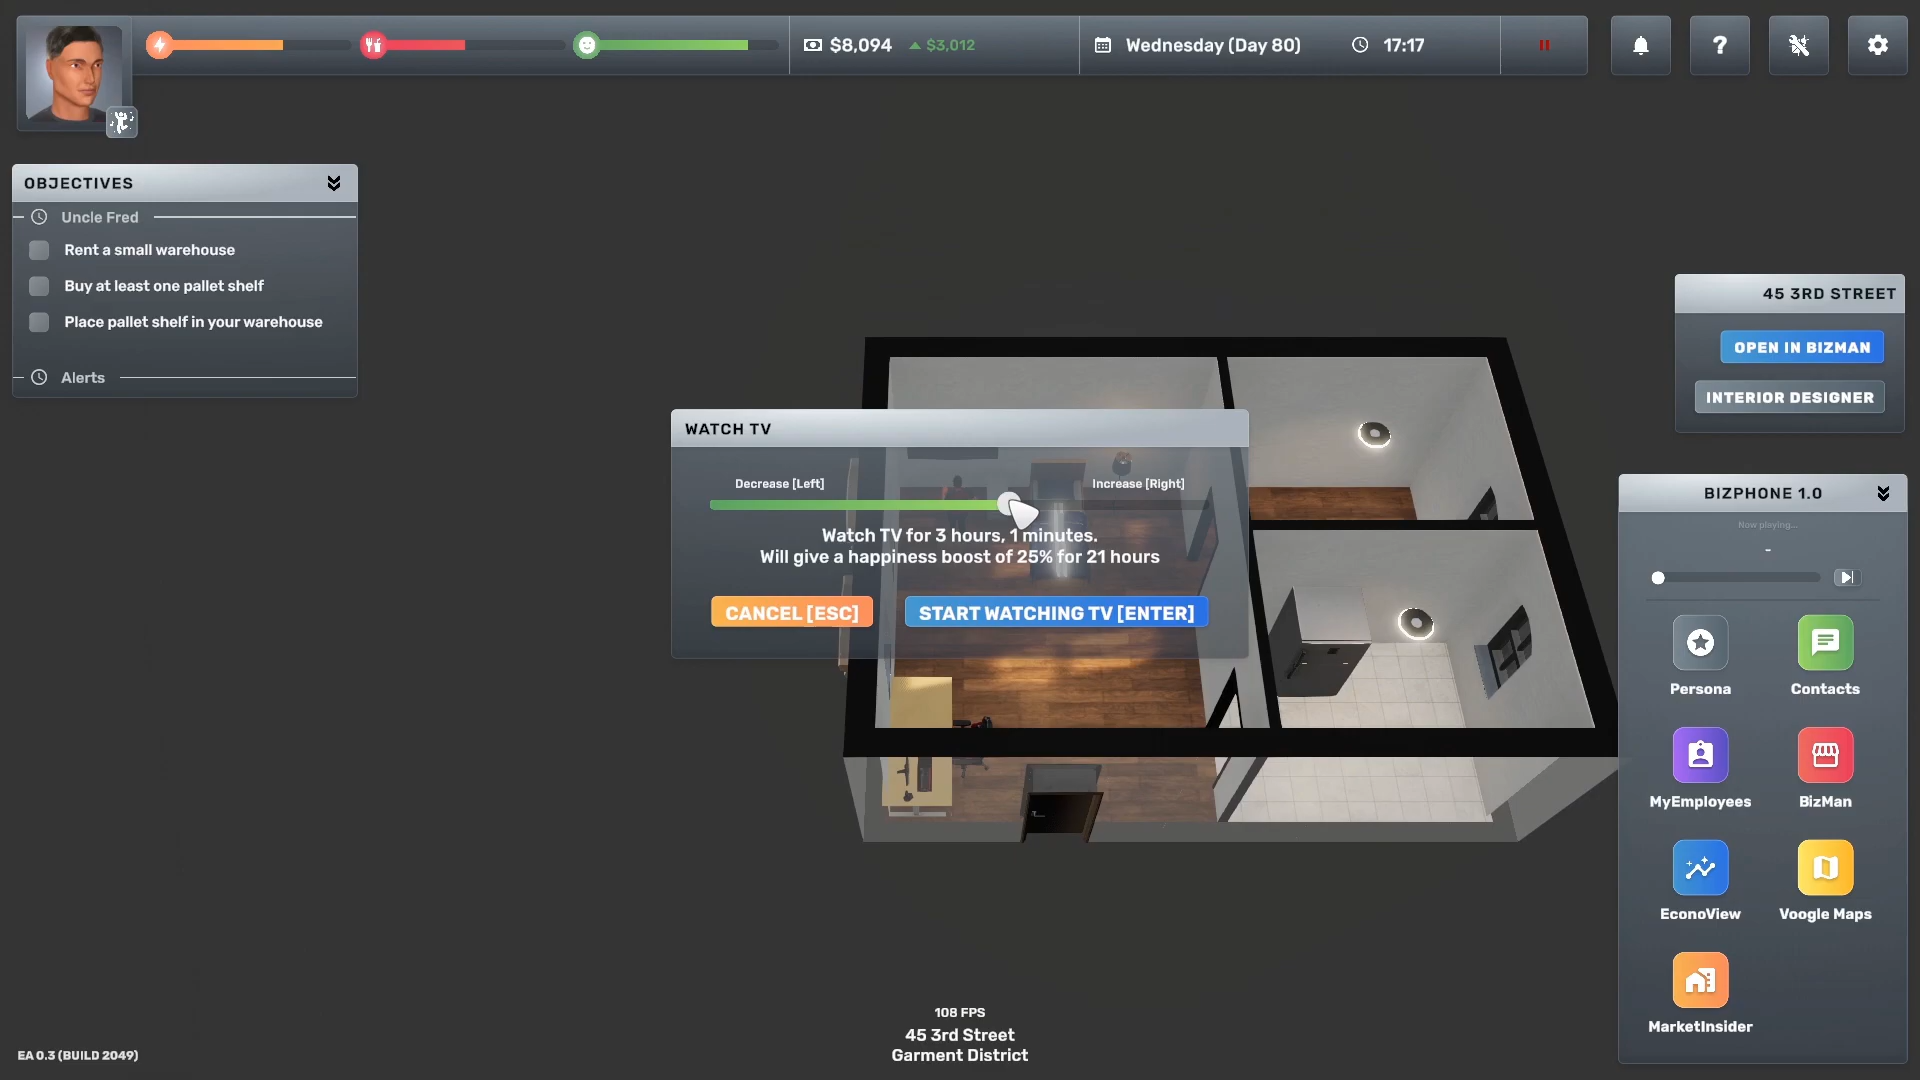 $8,094
$3,012
Wednesday (Day 80)
17:17
?
OBJECTIVES
Uncle Fred
Rent a small warehouse
Buy at least one pallet shelf
Place pallet shelf in your warehouse
Alerts
45 3RD STREET
OPEN IN BIZMAN
INTERIOR DESIGNER
WATCH TV
Decrease [Left]
Increase [Right]
Watch TV for 3 hours, 1 minutes.
Will give a happiness boost of 25% for 21 hours
CANCEL [ESC]
START WATCHING TV [ENTER]
BIZPHONE 1.0
Now playing...
-
Persona
Contacts
MyEmployees
BizMan
EconoView
Voogle Maps
MarketInsider
108 FPS
45 3rd Street
Garment District
EA 0.3 (BUILD 2049)